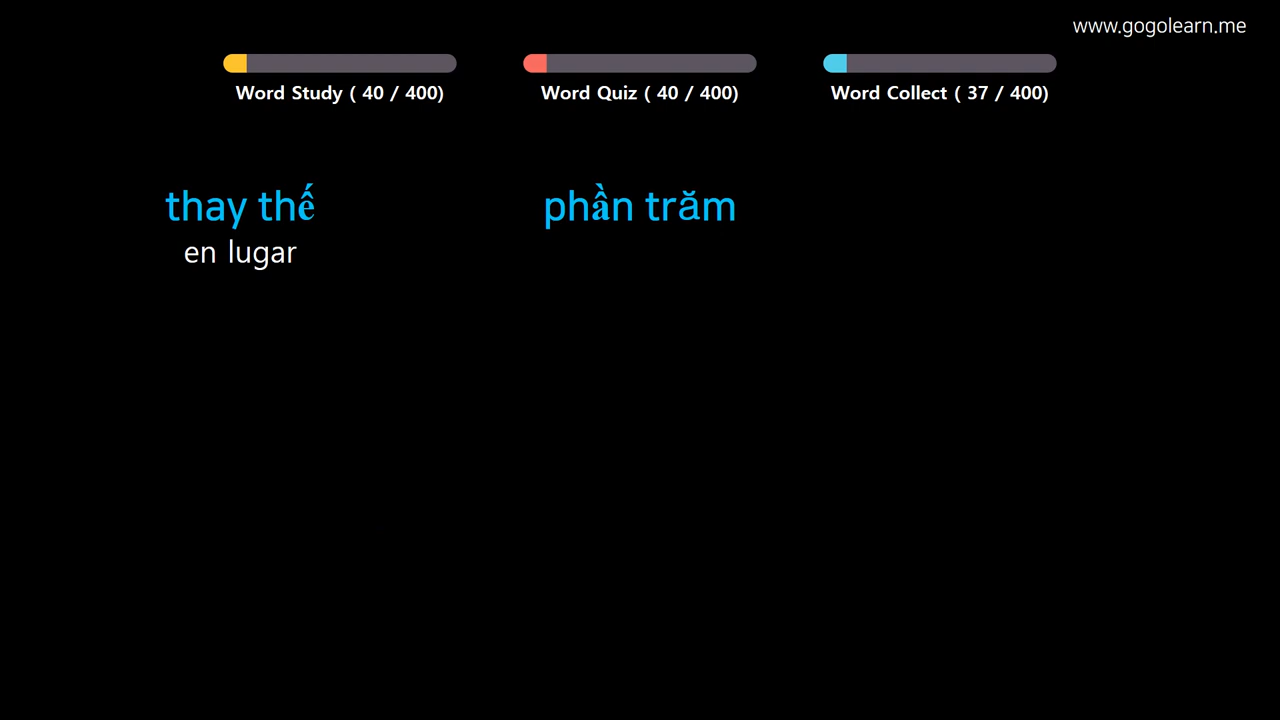 www.gogolearn.me
Word Study ( 40 / 400)
Word Quiz ( 40 / 400)
Word Collect ( 37 / 400)
thay thế
en lugar
phần trăm